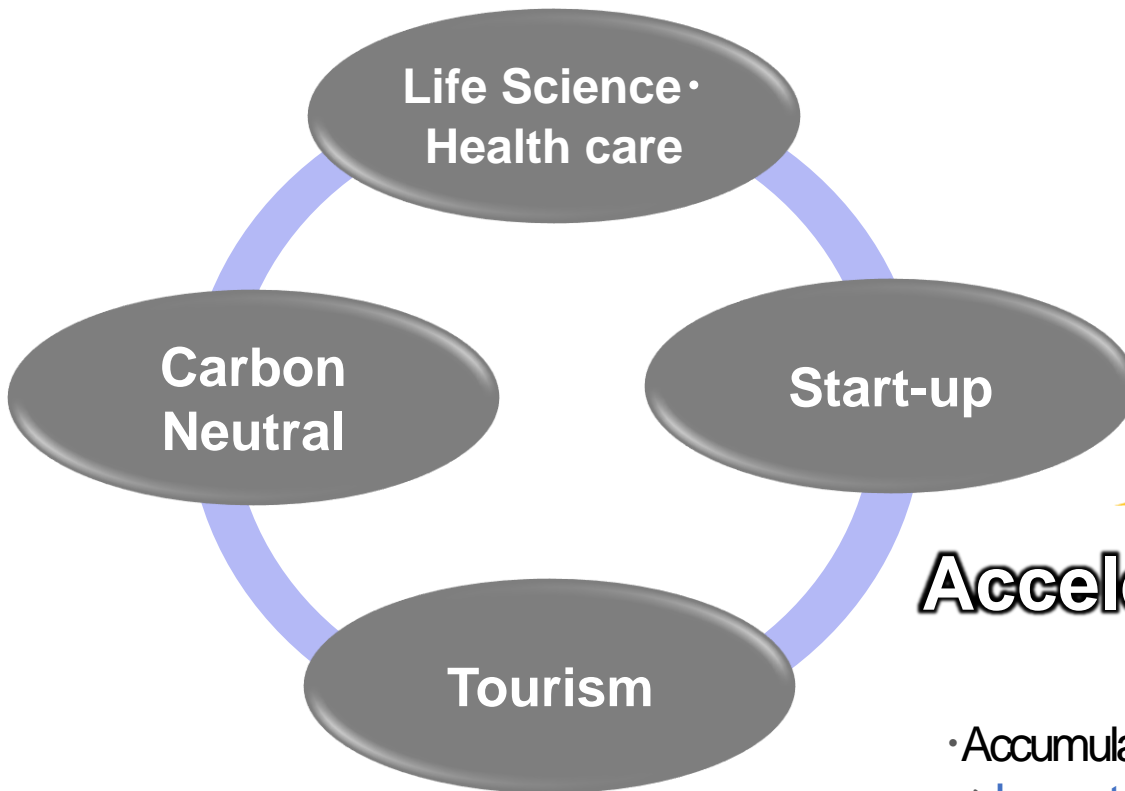 Life Science・
Health care
Carbon
Neutral
Start-up
Tourism